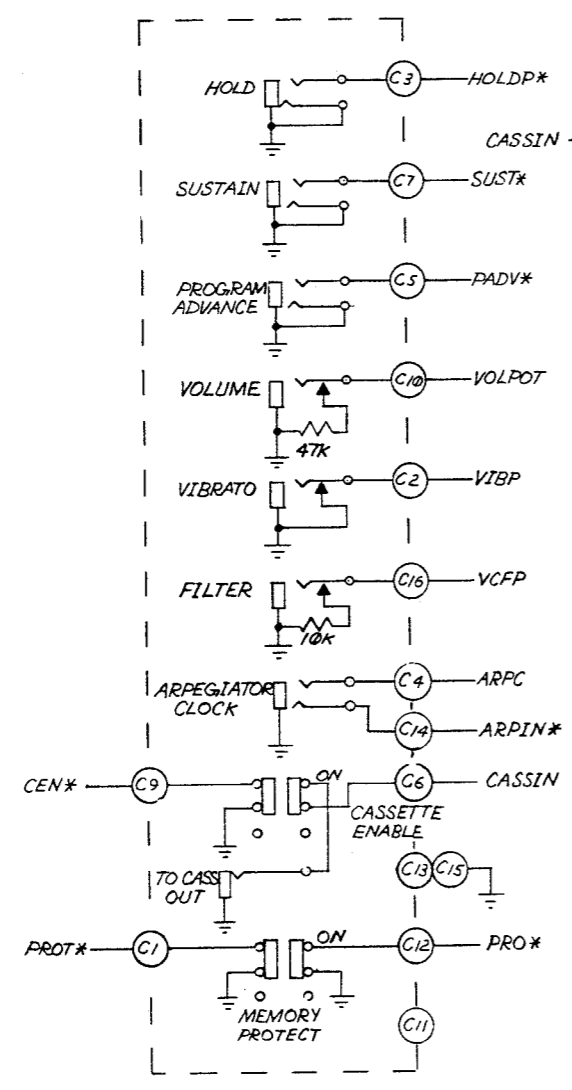 HOLD
C3
HOLDP*
CASSIN
SUSTAIN
C7
SUST*
PROGRAM
ADVANCE
C5
PADV*
VOLUME
C10
VOLPOT
47K
VIBRATO
C2
VIBP
FILTER
C16
VCFP
10K
ARPEGIATOR
CLOCK
C4
ARPC
C14
ARPIN*
CEN*
C9
ON
C6
CASSIN
CASSETTE
ENABLE
TO CASS
OUT
C13
C15
PROT*
C1
ON
C12
PRO*
MEMORY
PROTECT
C11